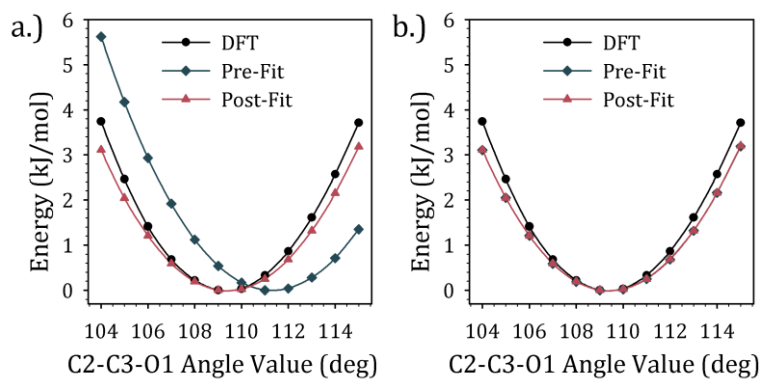 a.)
Energy (kJ/mol)
6
5
4
3
2
1
0
DFT
Pre-Fit
Post-Fit
104 106 108 110 112 114
C2-C3-O1 Angle Value (deg)
b.)
Energy (kJ/mol)
6
5
4
3
2
1
0
DFT
Pre-Fit
Post-Fit
104 106 108 110 112 114
C2-C3-O1 Angle Value (deg)